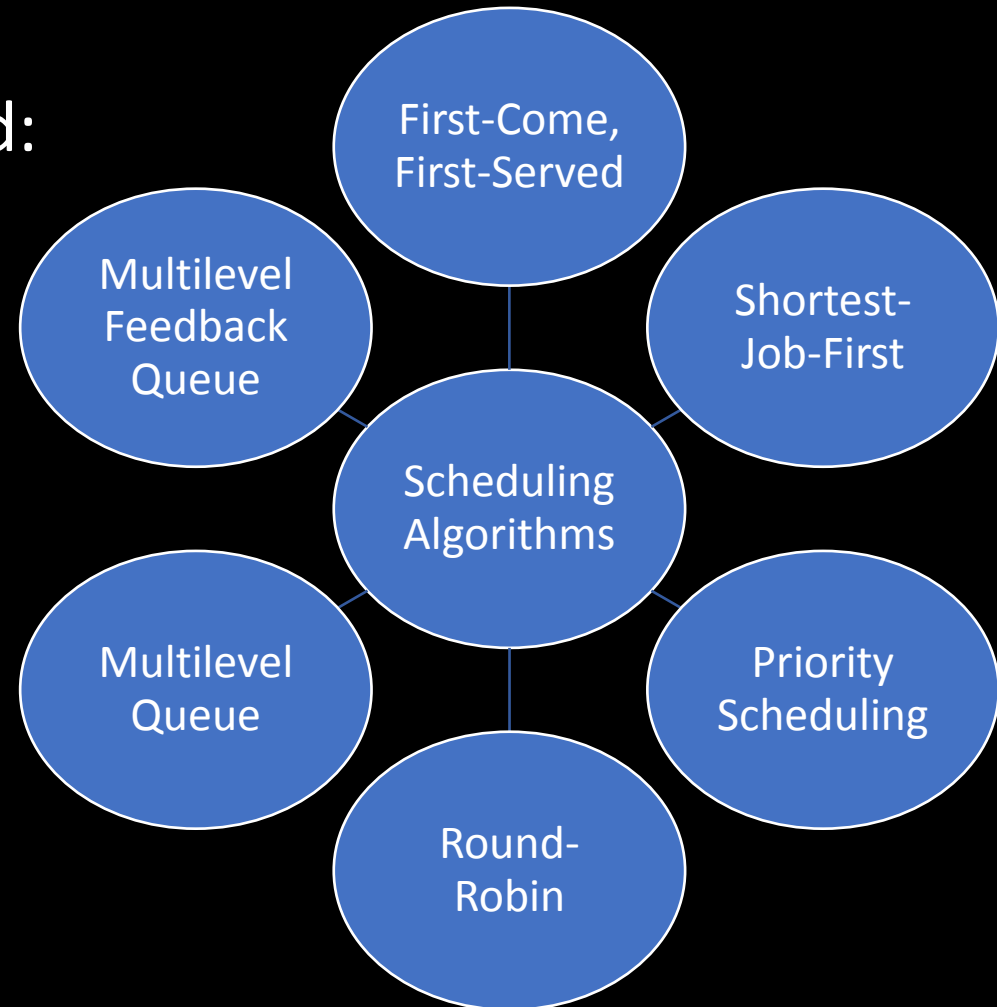 d:
First-Come,
First-Served
Shortest-
Job-First
Priority
Scheduling
Round-
Robin
Multilevel
Queue
Multilevel
Feedback
Queue
Scheduling
Algorithms